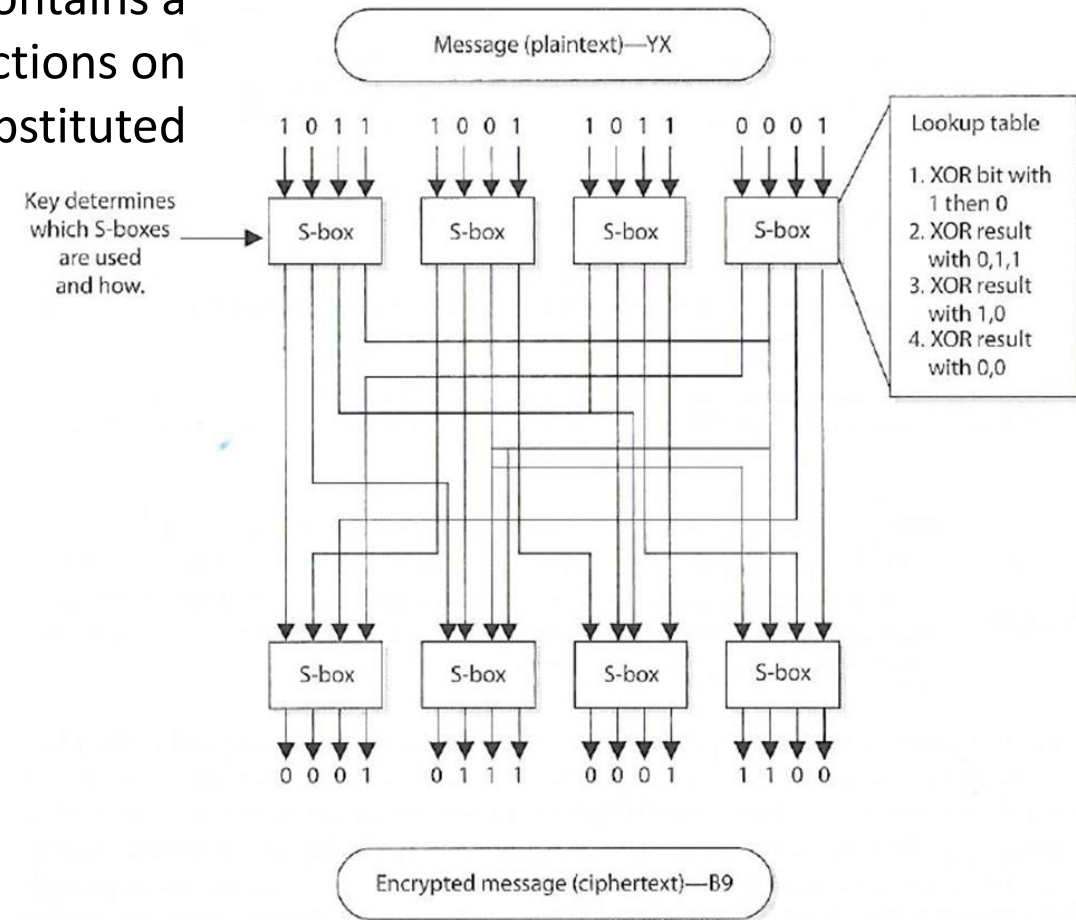 ontains a
ctions on
ostituted
Message (plaintext)—YX
1 0 1 1 1 0 0 1 1 0 1 1 0 0 0 1
Key determines
which S-boxes
are used
and how.
S-box S-box S-box S-box
Lookup table
1. XOR bit with
1 then 0
2. XOR result
with 0,1,1
3. XOR result
with 1,0
4. XOR result
with 0,0
S-box S-box S-box S-box
0 0 0 1 0 1 1 1 0 0 0 1 1 1 0 0
Encrypted message (ciphertext)—B9